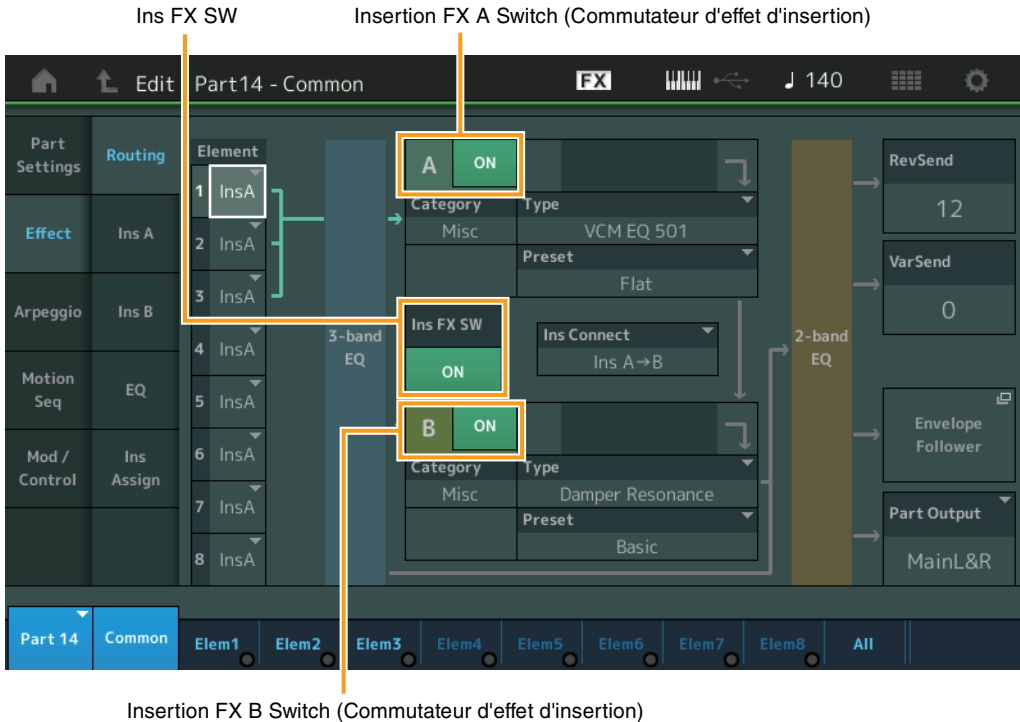 Ins FX SW
Insertion FX A Switch (Commutateur d'effet d'insertion)
Edit Part14 - Common FX 140
Part Settings
Routing
Effect
Ins A
Arpeggio
Ins B
Motion Seq
EQ
Mod / Control
Ins Assign
Element
1 InsA
2 InsA
3 InsA
4 InsA
5 InsA
6 InsA
7 InsA
8 InsA
3-band EQ
A ON
Category
Misc
Type
VCM EQ 501
Preset
Flat
Ins FX SW
ON
Ins Connect
Ins A→B
B ON
Category
Misc
Type
Damper Resonance
Preset
Basic
2-band EQ
RevSend
12
VarSend
0
Envelope Follower
Part Output
MainL&R
Part 14 Common Elem1 Elem2 Elem3 Elem4 Elem5 Elem6 Elem7 Elem8 All
Insertion FX B Switch (Commutateur d'effet d'insertion)